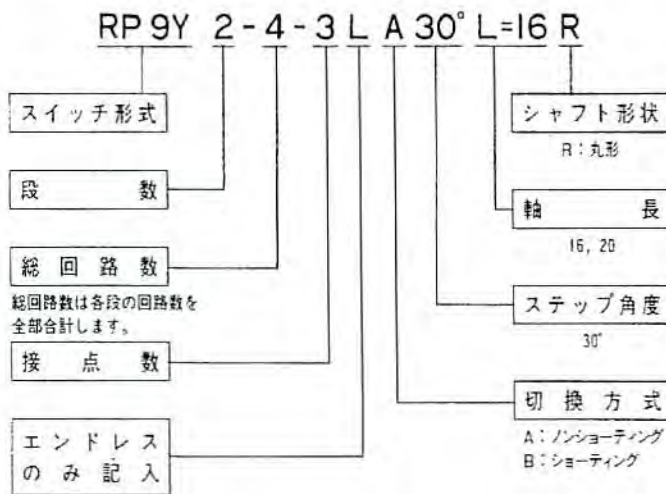 RP9Y 2-4-3 L A 30° L=16 R
スイッチ形式
段 数
総回路数
総回路数は各段の回路数を
全部合計します。
接点数
エンドレス
のみ記入
シャフト形状
R：丸形
軸 長
16, 20
ステップ角度
30°
切換方式
A：ノンショーティング
B：ショーティング